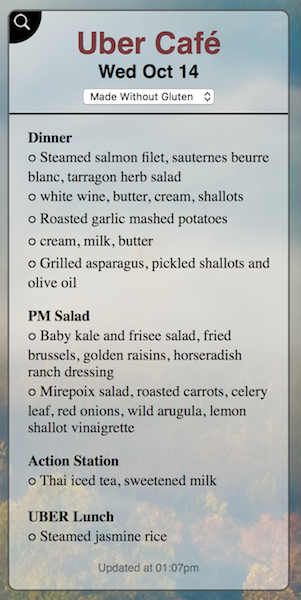 Uber Café
Wed Oct 14
Made Without Gluten
Dinner
○ Steamed salmon filet, sauternes beurre
blanc, tarragon herb salad
○ white wine, butter, cream, shallots
○ Roasted garlic mashed potatoes
○ cream, milk, butter
○ Grilled asparagus, pickled shallots and
olive oil
PM Salad
○ Baby kale and frisee salad, fried
brussels, golden raisins, horseradish
ranch dressing
○ Mirepoix salad, roasted carrots, celery
leaf, red onions, wild arugula, lemon
shallot vinaigrette
Action Station
○ Thai iced tea, sweetened milk
UBER Lunch
○ Steamed jasmine rice
Updated at 01:07pm